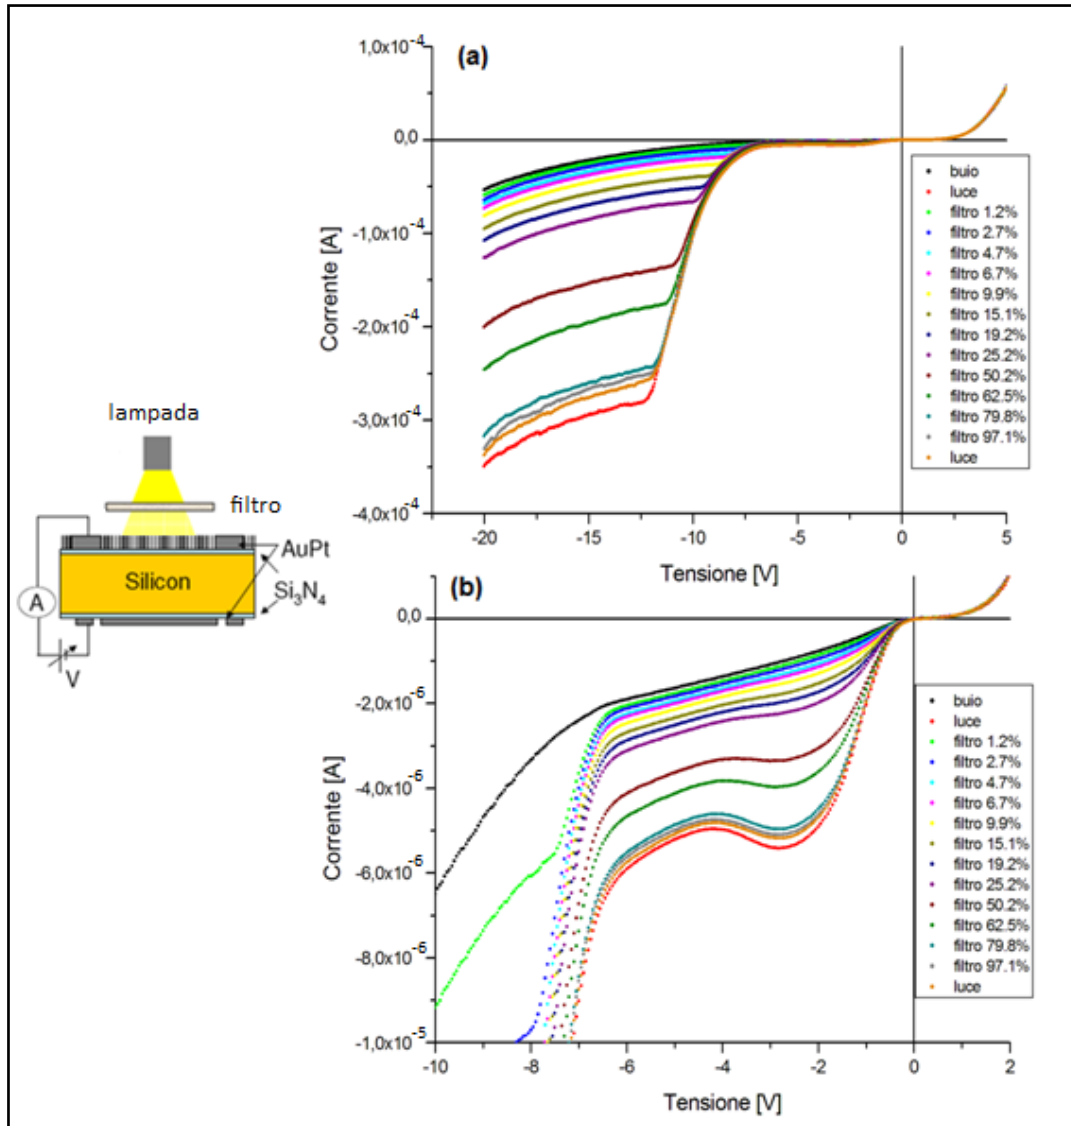 (a)
1,0x10-4
0,0
-1,0x10-4
-2,0x10-4
-3,0x10-4
-4,0x10-4
Corrente [A]
-20
-15
-10
-5
0
5
Tensione [V]
buio
luce
filtro 1.2%
filtro 2.7%
filtro 4.7%
filtro 6.7%
filtro 9.9%
filtro 15.1%
filtro 19.2%
filtro 25.2%
filtro 50.2%
filtro 62.5%
filtro 79.8%
filtro 97.1%
luce
lampada
filtro
AuPt
Silicon
Si3N4
A
V
(b)
0,0
-2,0x10-6
-4,0x10-6
-6,0x10-6
-8,0x10-6
-1,0x10-5
Corrente [A]
-10
-8
-6
-4
-2
0
2
Tensione [V]
buio
luce
filtro 1.2%
filtro 2.7%
filtro 4.7%
filtro 6.7%
filtro 9.9%
filtro 15.1%
filtro 19.2%
filtro 25.2%
filtro 50.2%
filtro 62.5%
filtro 79.8%
filtro 97.1%
luce